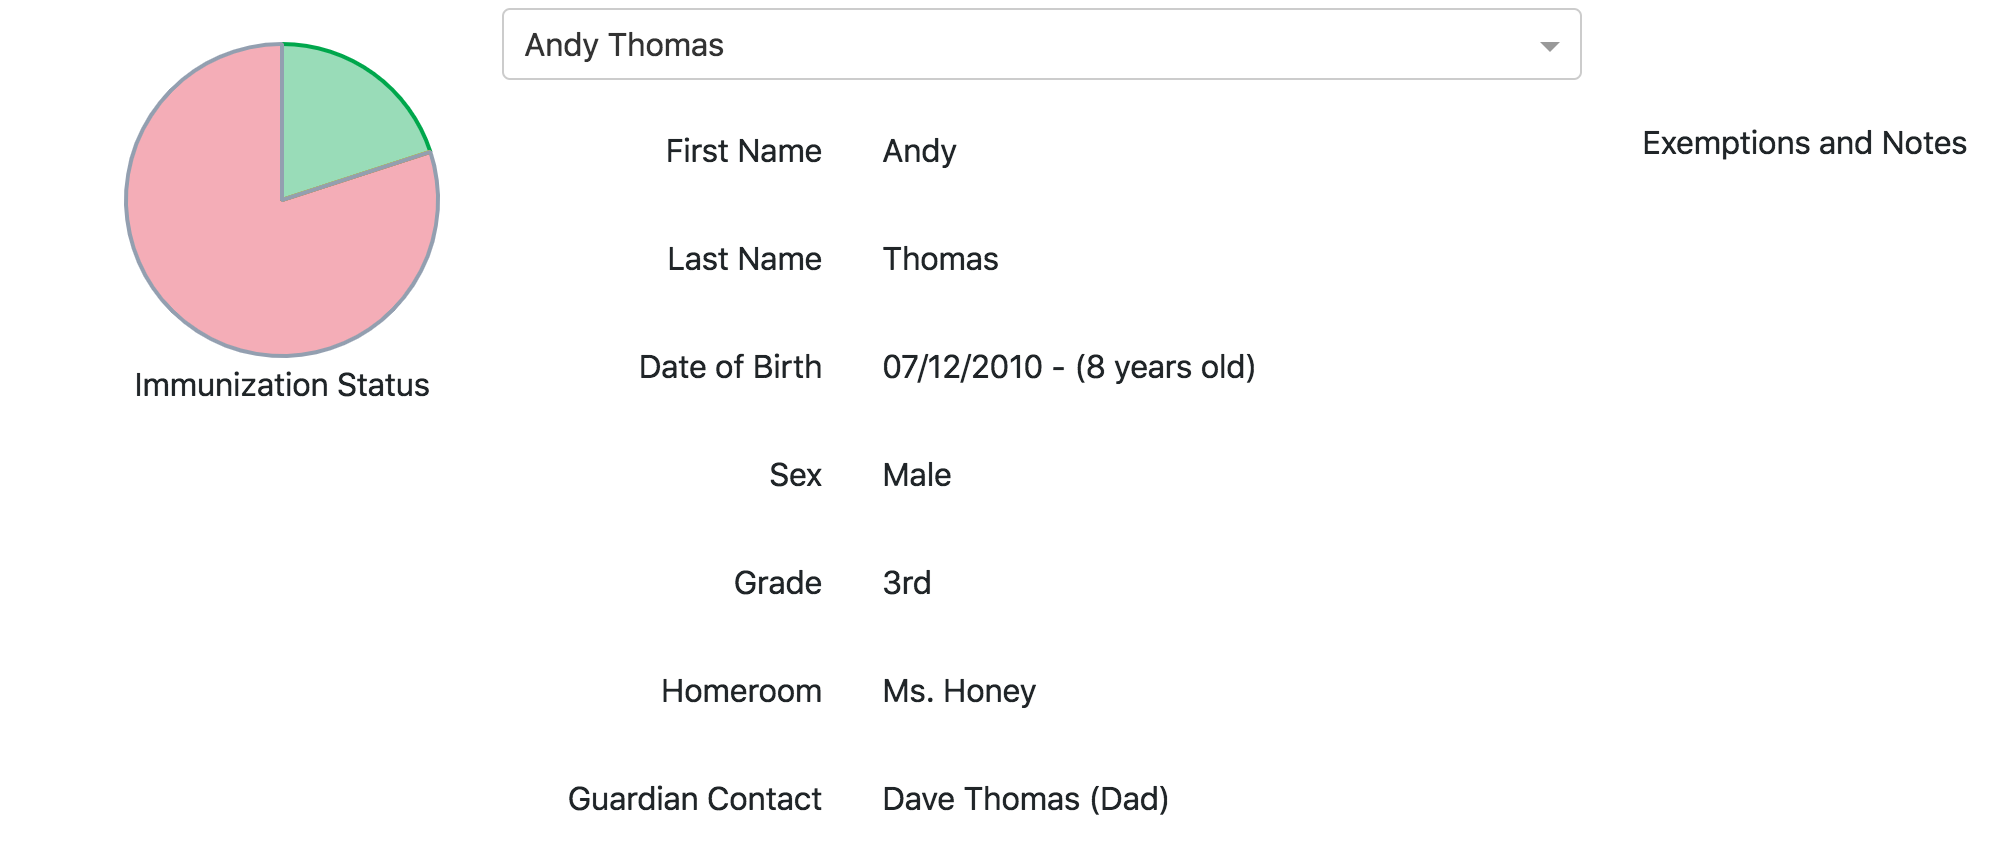 Andy Thomas
Immunization Status
First Name Andy
Last Name Thomas
Date of Birth 07/12/2010 - (8 years old)
Sex Male
Grade 3rd
Homeroom Ms. Honey
Guardian Contact Dave Thomas (Dad)
Exemptions and Notes